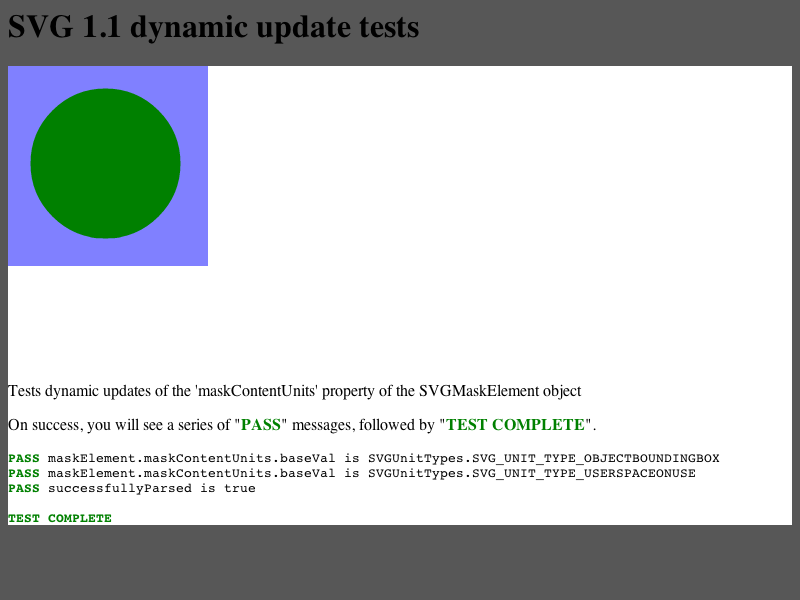 SVG 1.1 dynamic update tests
Tests dynamic updates of the 'maskContentUnits' property of the SVGMaskElement object
On success, you will see a series of "PASS" messages, followed by "TEST COMPLETE".
PASS maskElement.maskContentUnits.baseVal is SVGUnitTypes.SVG_UNIT_TYPE_OBJECTBOUNDINGBOX
PASS maskElement.maskContentUnits.baseVal is SVGUnitTypes.SVG_UNIT_TYPE_USERSPACEONUSE
PASS successfullyParsed is true
TEST COMPLETE